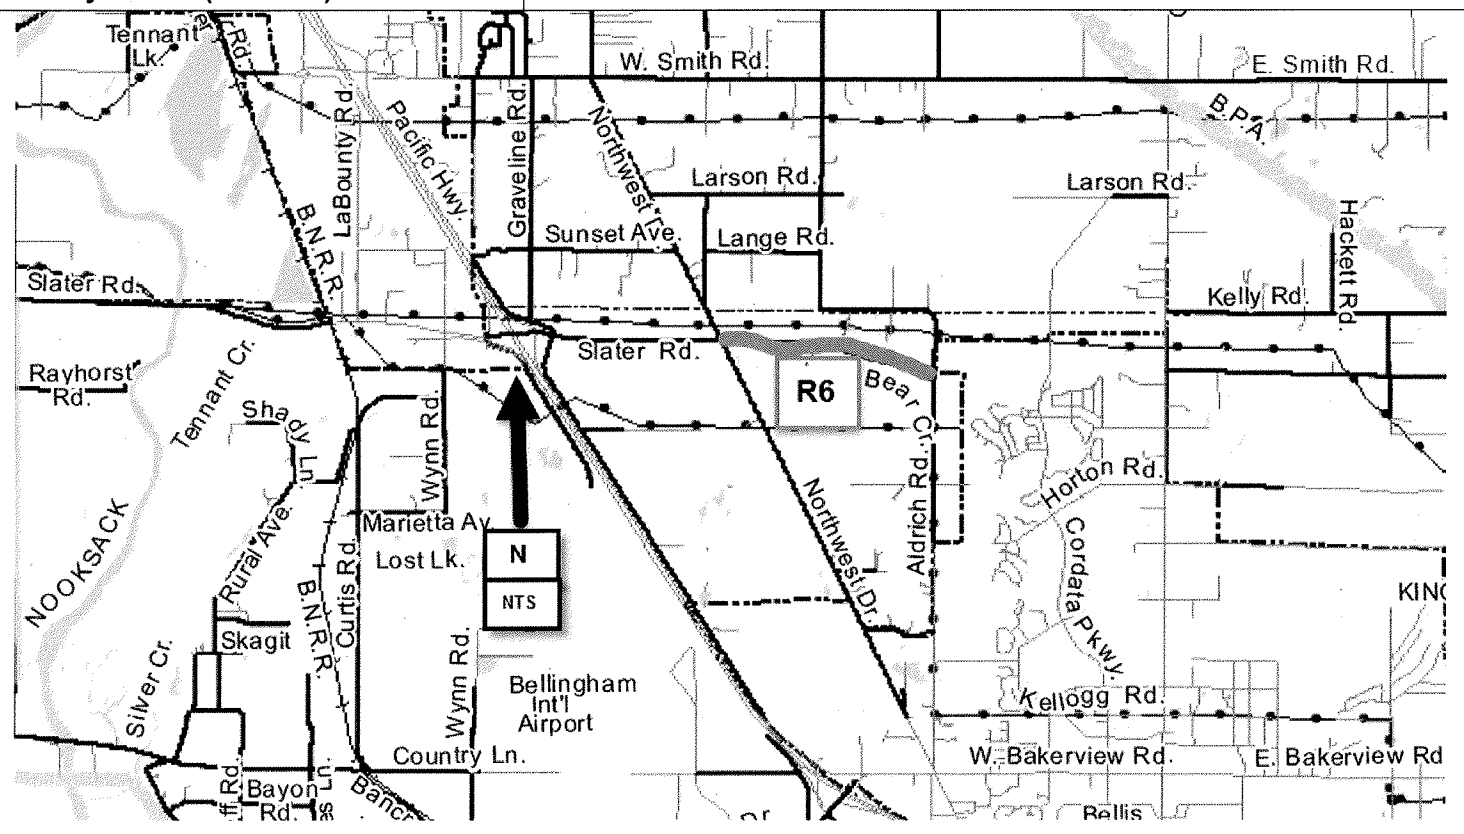 Tennant
Lk.
Rd.
W. Smith Rd.
E. Smith Rd.
B.P.A.
LaBounty Rd.
Pacific Hwy.
Graveline Rd.
Northwest Dr.
Larson Rd.
Larson Rd.
Hackett Rd.
B.N.R.R.
Sunset Ave.
Lange Rd.
Slater Rd.
Kelly Rd.
Slater Rd.
Rayhorst
Rd.
Tennant Cr.
R6
Bear Cr.
Shady Ln.
Wynn Rd.
Horton Rd.
Aldrich Rd.
Northwest Dr.
Cordata Pkwy.
NOOKSACK
Rural Ave.
Marietta Av.
Lost Lk.
Curtis Rd.
B.N.R.R.
N
NTS
KING
Skagit
Silver Cr.
Wynn Rd.
Bellingham
Int'l
Airport
Kellogg Rd.
Country Ln.
W. Bakerview Rd.
E. Bakerview Rd
Bayon
Rd.
Banc
Bellis